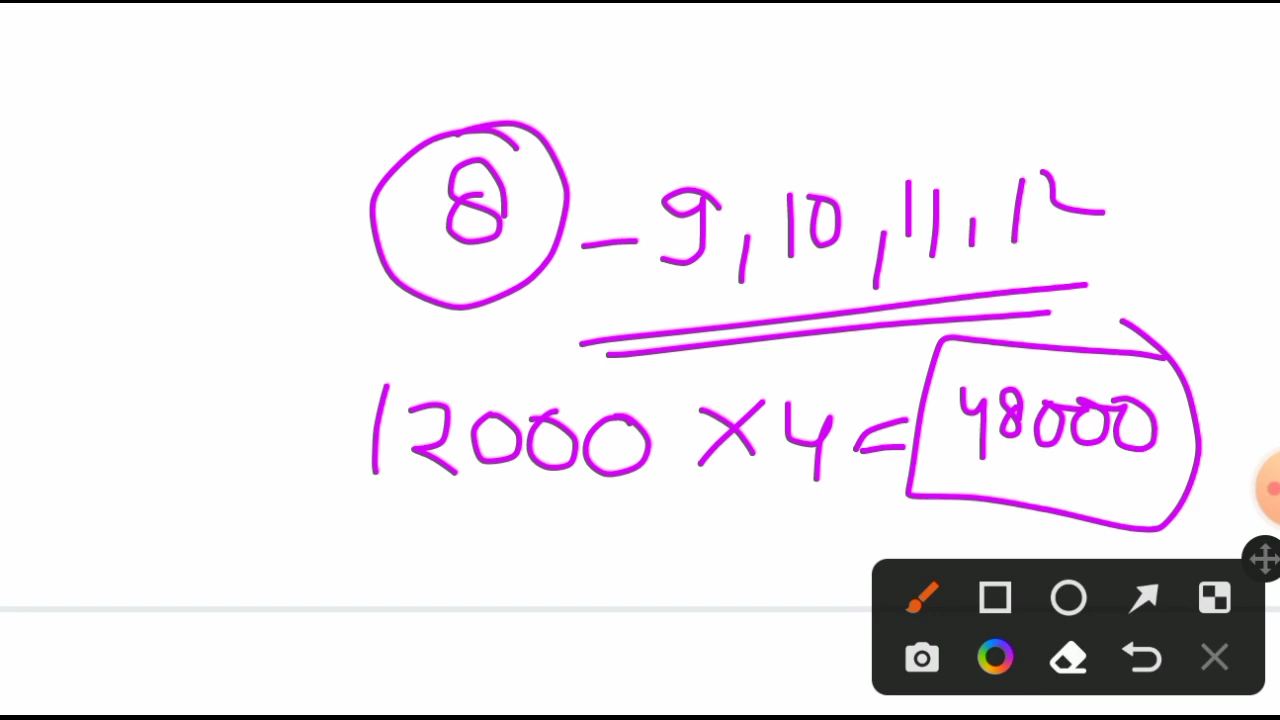 8 - 9, 10, 11, 12
12000 × 4 = 48000